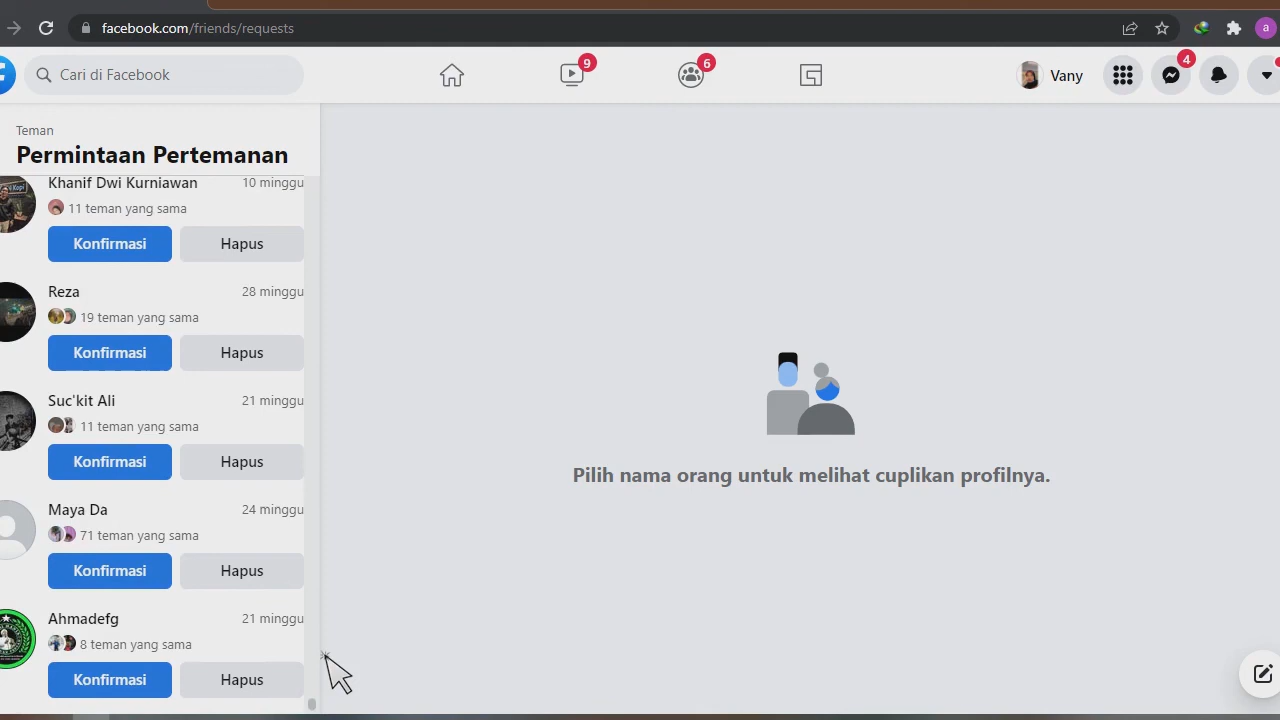 facebook.com/friends/requests
a
Cari di Facebook
9
6
Vany
4
Teman
Permintaan Pertemanan
Khanif Dwi Kurniawan 10 minggu
11 teman yang sama
Konfirmasi Hapus
Reza 28 minggu
19 teman yang sama
Konfirmasi Hapus
Suc'kit Ali 21 minggu
11 teman yang sama
Konfirmasi Hapus
Maya Da 24 minggu
71 teman yang sama
Konfirmasi Hapus
Ahmadefg 21 minggu
8 teman yang sama
Konfirmasi Hapus
Pilih nama orang untuk melihat cuplikan profilnya.